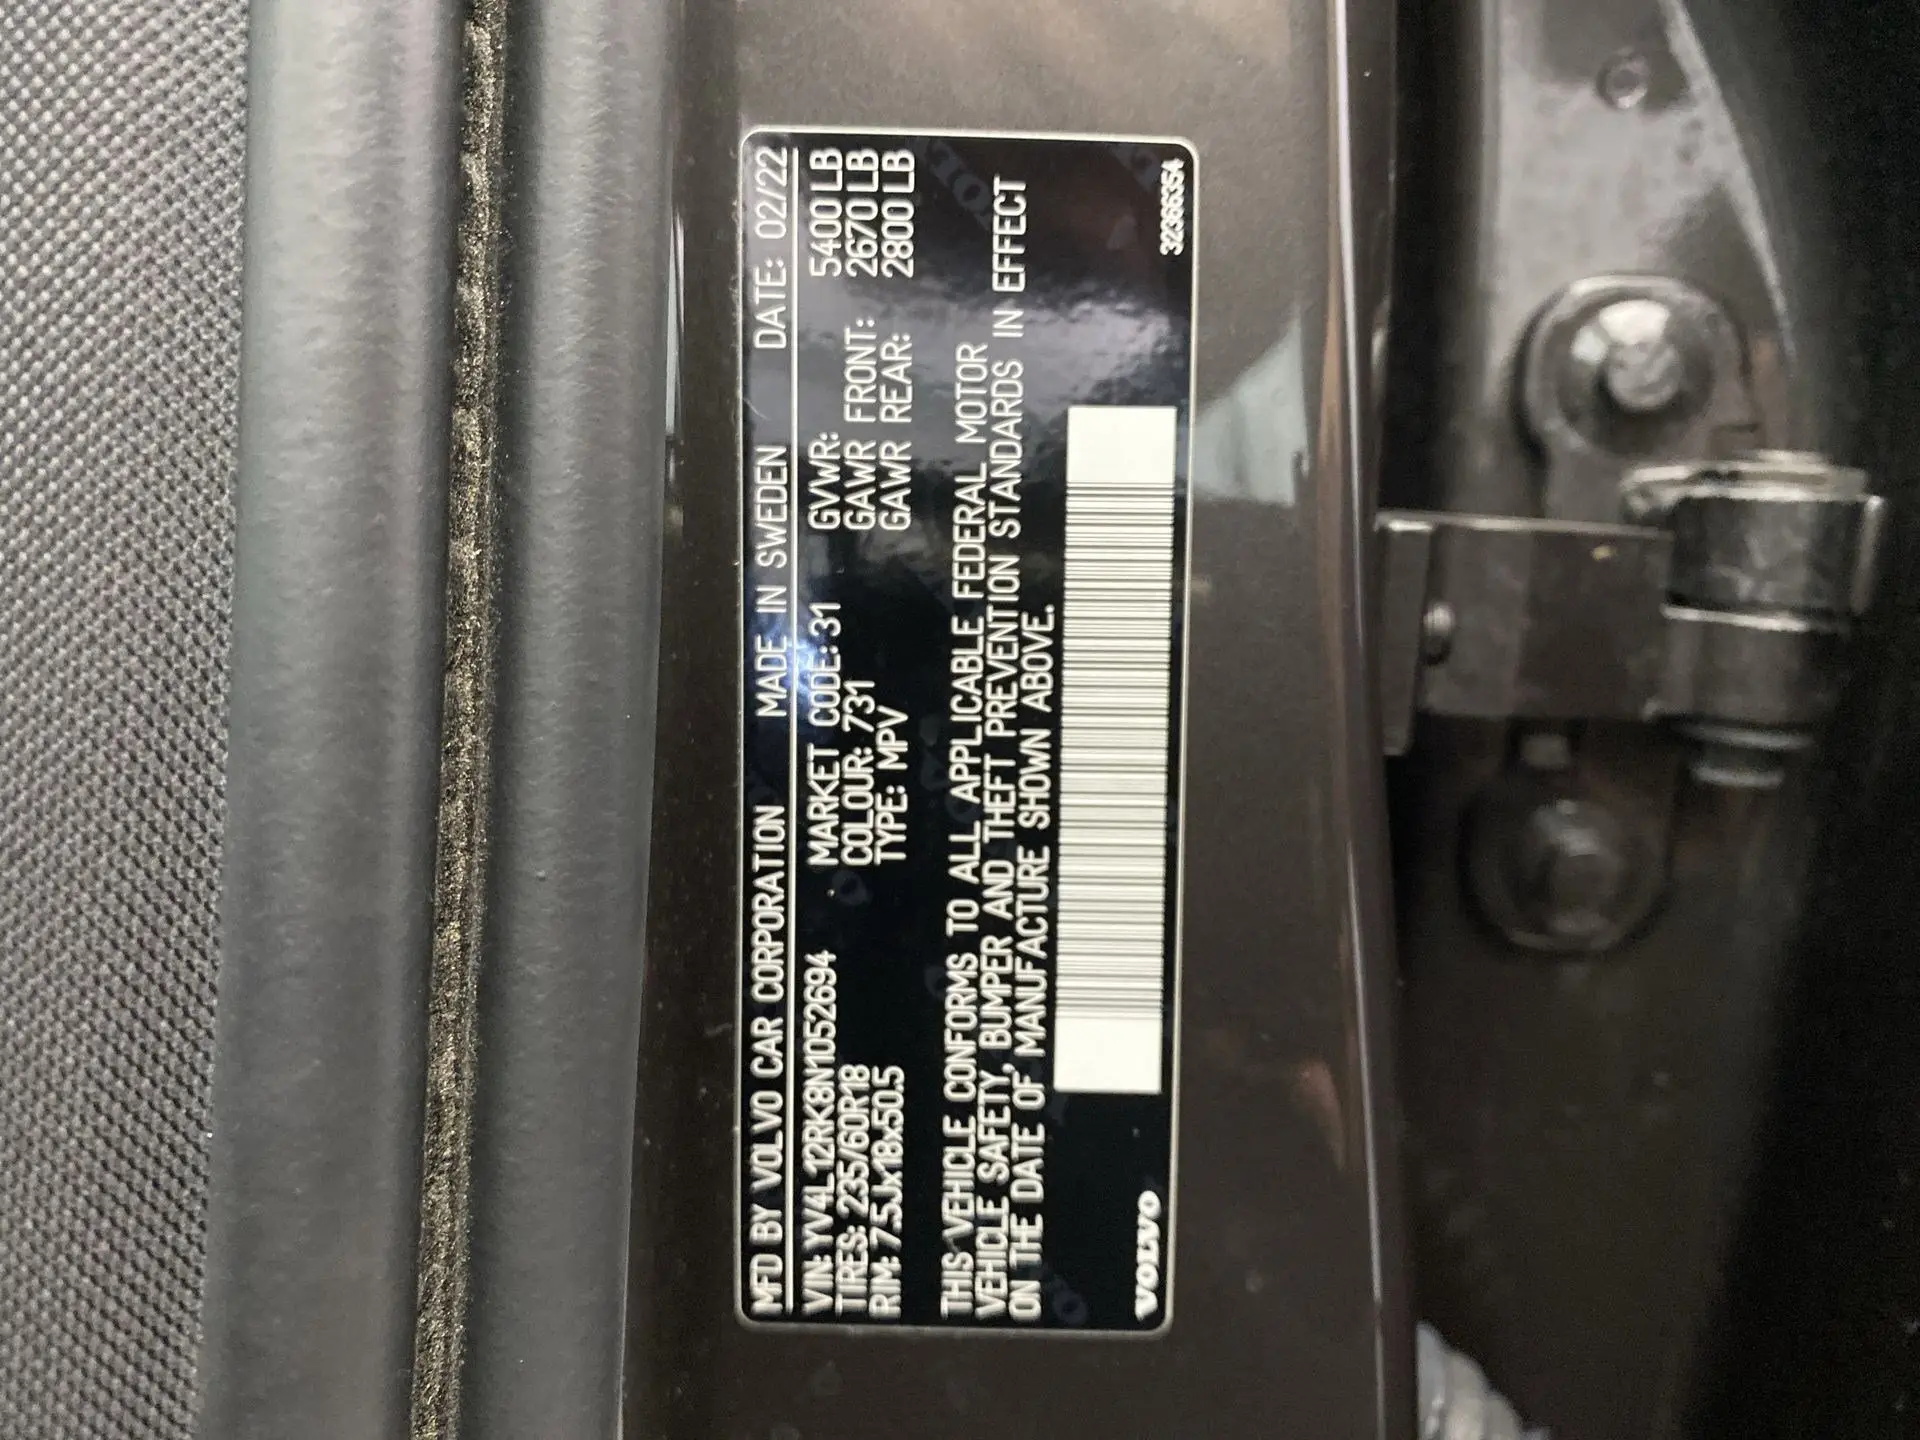 MFD BY VOLVO CAR CORPORATION MADE IN SWEDEN DATE: 02/22
VIN: YV4L12RK8N1052694 MARKET CODE: 31 GVWR: 5400 LB
TIRES: 235/60R18 COLOUR: 731 GAWR FRONT: 2670 LB
RIM: 7.5Jx18x50.5 TYPE: MPV GAWR REAR: 2800 LB
THIS VEHICLE CONFORMS TO ALL APPLICABLE FEDERAL MOTOR
VEHICLE SAFETY, BUMPER AND THEFT PREVENTION STANDARDS IN EFFECT
ON THE DATE OF MANUFACTURE SHOWN ABOVE.
VOLVO 32366354